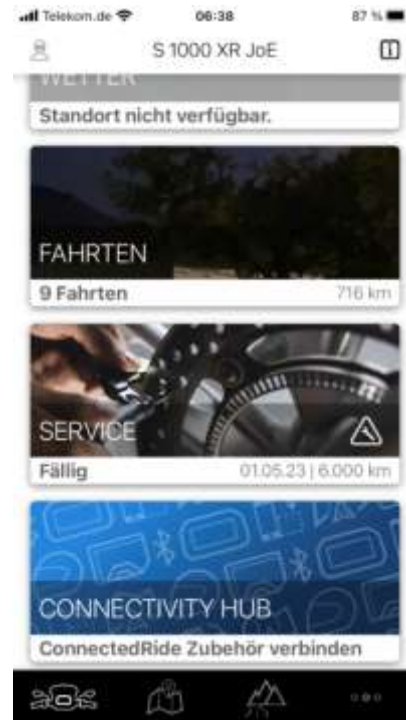 Telekom.de 06:38 87 %
S 1000 XR JoE
WETTER
Standort nicht verfügbar.
FAHRTEN
9 Fahrten 716 km
SERVICE
Fällig 01.05.23 | 6.000 km
CONNECTIVITY HUB
ConnectedRide Zubehör verbinden